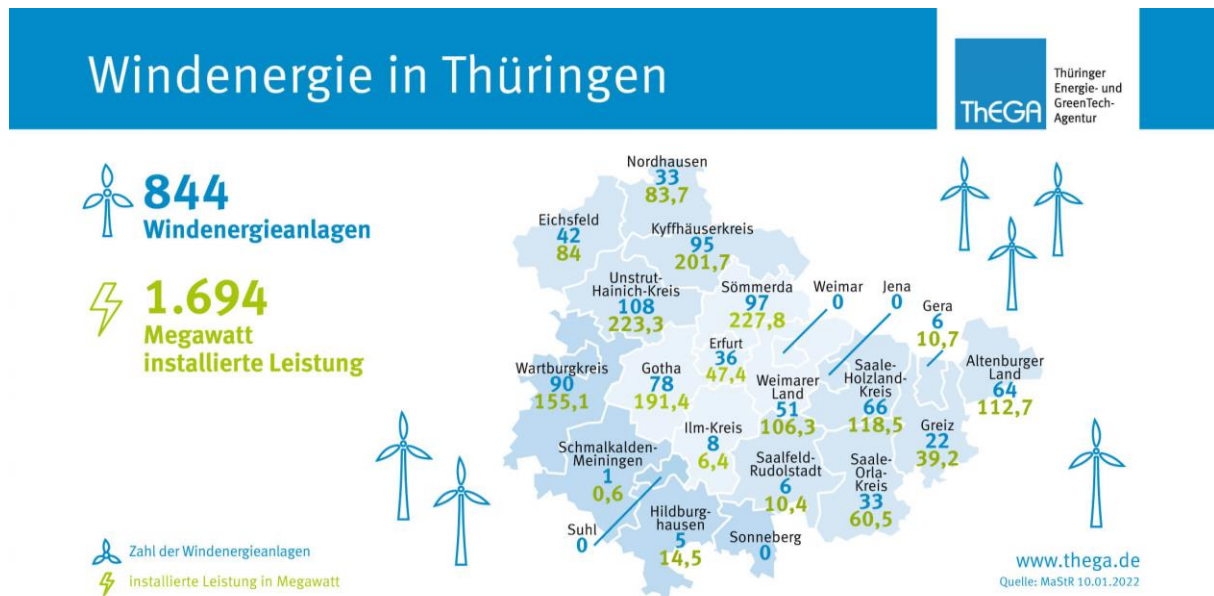 Windenergie in Thüringen
ThEGA
Thüringer
Energie- und
GreenTech-
Agentur
844
Windenergieanlagen
1.694
Megawatt
installierte Leistung
Nordhausen
33
83,7
Eichsfeld
42
84
Kyffhäuserkreis
95
201,7
Unstrut-
Hainich-Kreis
108
223,3
Sömmerda
97
227,8
Weimar
0
Jena
0
Gera
6
10,7
Altenburger
Land
64
112,7
Wartburgkreis
90
155,1
Gotha
78
191,4
Erfurt
36
47,4
Weimarer
Land
51
106,3
Saale-
Holzland-
Kreis
66
118,5
Greiz
22
39,2
Ilm-Kreis
8
6,4
Schmalkalden-
Meiningen
1
0,6
Saalfeld-
Rudolstadt
6
10,4
Saale-
Orla-
Kreis
33
60,5
Suhl
0
Hildburg-
hausen
5
14,5
Sonneberg
0
Zahl der Windenergieanlagen
installierte Leistung in Megawatt
www.thega.de
Quelle: MaStR 10.01.2022